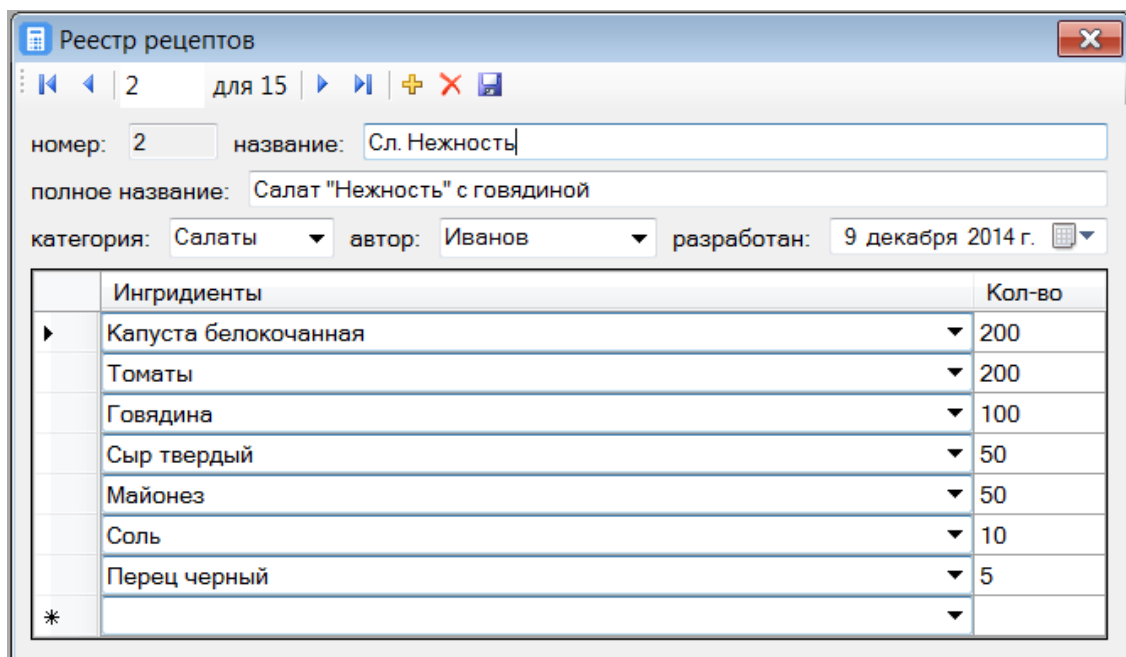 Реестр рецептов
2 для 15
номер: 2 название: Сл. Нежность
полное название: Салат "Нежность" с говядиной
категория: Салаты автор: Иванов разработан: 9 декабря 2014 г.
Ингридиенты Кол-во
Капуста белокочанная 200
Томаты 200
Говядина 100
Сыр твердый 50
Майонез 50
Соль 10
Перец черный 5